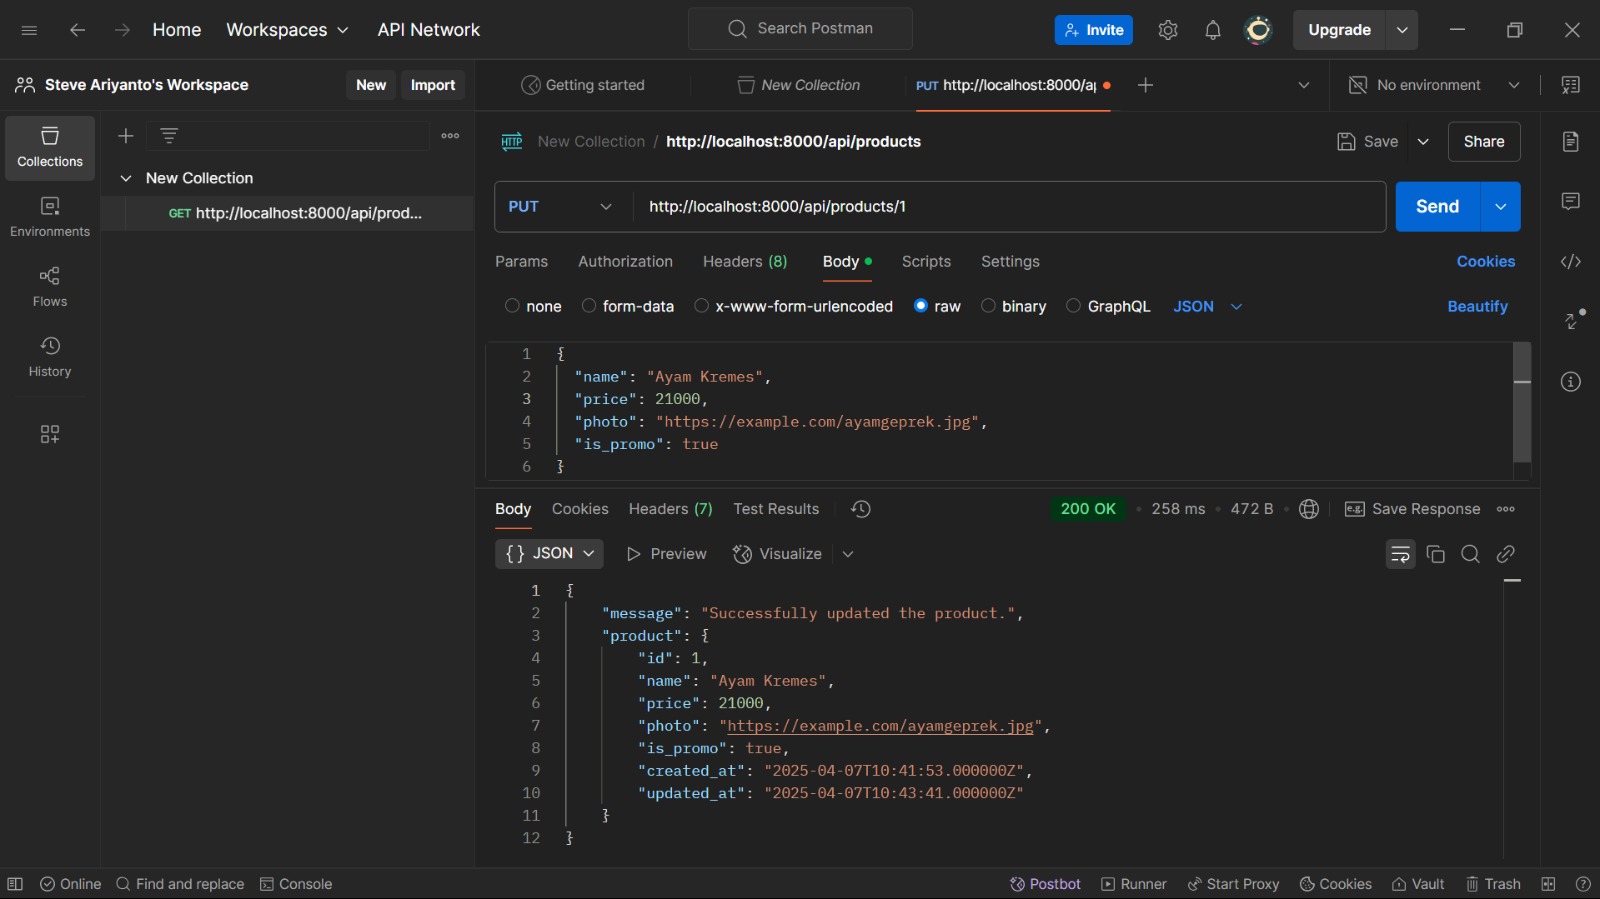 Home Workspaces API Network Search Postman Invite Upgrade
Steve Ariyanto's Workspace New Import Getting started New Collection PUT http://localhost:8000/ap No environment
Collections
Environments
Flows
History
New Collection
GET http://localhost:8000/api/prod...
HTTP New Collection / http://localhost:8000/api/products Save Share
PUT http://localhost:8000/api/products/1 Send
Params Authorization Headers (8) Body Scripts Settings Cookies
none form-data x-www-form-urlencoded raw binary GraphQL JSON Beautify
1 {
2 "name": "Ayam Kremes",
3 "price": 21000,
4 "photo": "https://example.com/ayamgeprek.jpg",
5 "is_promo": true
6 }
Body Cookies Headers (7) Test Results 200 OK • 258 ms • 472 B e.g. Save Response
{} JSON Preview Visualize
1 {
2 "message": "Successfully updated the product.",
3 "product": {
4 "id": 1,
5 "name": "Ayam Kremes",
6 "price": 21000,
7 "photo": "https://example.com/ayamgeprek.jpg",
8 "is_promo": true,
9 "created_at": "2025-04-07T10:41:53.000000Z",
10 "updated_at": "2025-04-07T10:43:41.000000Z"
11 }
12 }
Online Find and replace Console Postbot Runner Start Proxy Cookies Vault Trash